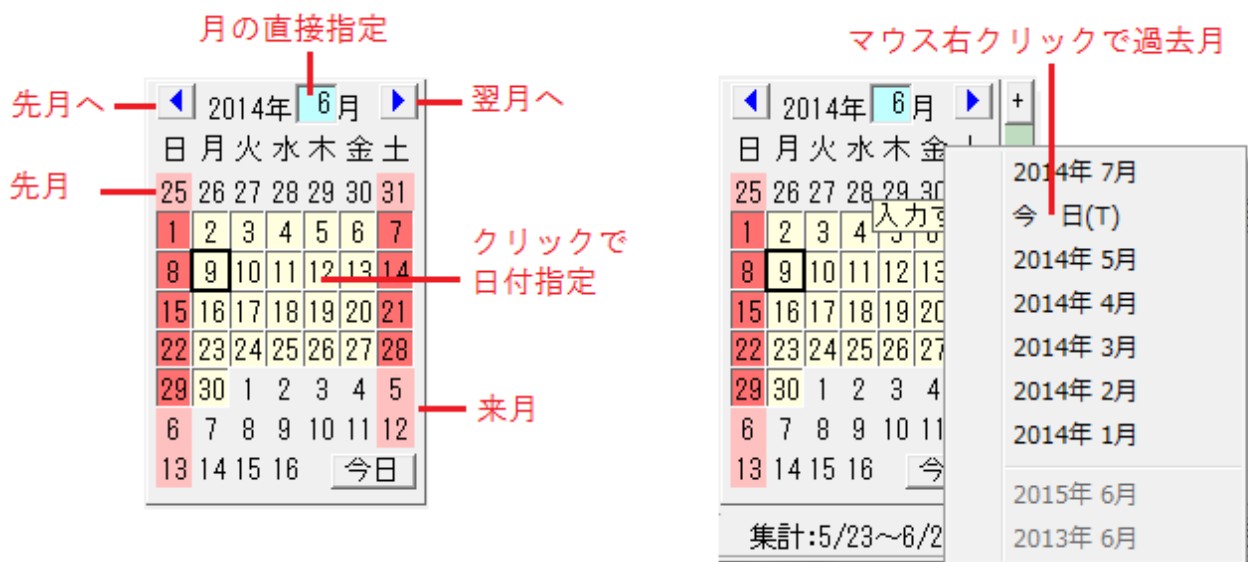 月の直接指定
マウス右クリックで過去月
先月へ
2014年 6月
翌月へ
日 月 火 水 木 金 土
先月
25 26 27 28 29 30 31
1 2 3 4 5 6 7
8 9 10 11 12 13 14
クリックで
日付指定
15 16 17 18 19 20 21
22 23 24 25 26 27 28
29 30 1 2 3 4 5
来月
6 7 8 9 10 11 12
13 14 15 16 今日
2014年 6月 +
日 月 火 水 木 金
25 26 27 28 29 30
入力す
1 2 3 4
8 9 10 11 12 13
15 16 17 18 19 20
22 23 24 25 26 27
29 30 1 2 3 4
6 7 8 9 10 11
13 14 15 16 今
集計:5/23～6/2
2014年 7月
今 日(T)
2014年 5月
2014年 4月
2014年 3月
2014年 2月
2014年 1月
2015年 6月
2013年 6月